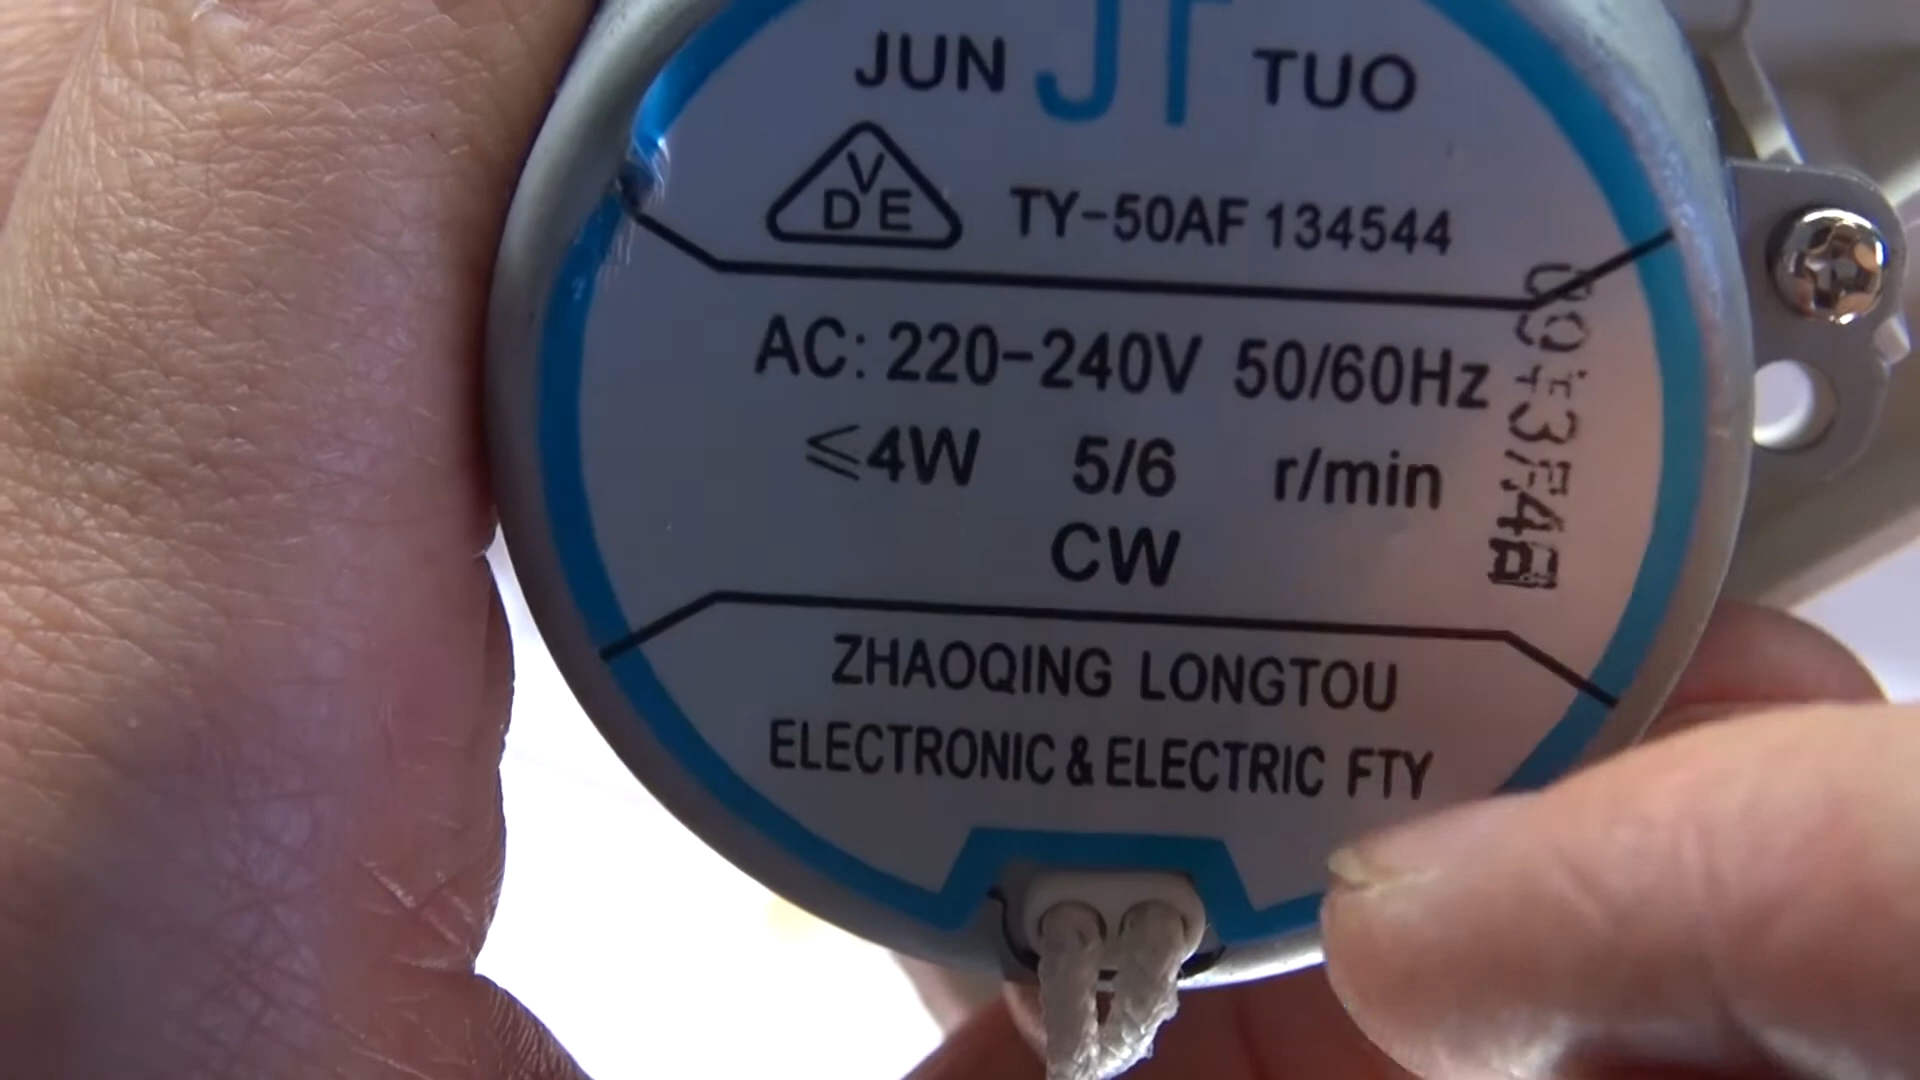 JUN JT TUO
VDE TY-50AF 134544
AC: 220-240V 50/60Hz
≤4W 5/6 r/min
CW
ZHAOQING LONGTOU
ELECTRONIC & ELECTRIC FTY